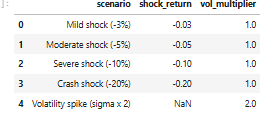 ]:
scenario shock_return vol_multiplier
0 Mild shock (-3%) -0.03 1.0
1 Moderate shock (-5%) -0.05 1.0
2 Severe shock (-10%) -0.10 1.0
3 Crash shock (-20%) -0.20 1.0
4 Volatility spike (sigma x 2) NaN 2.0